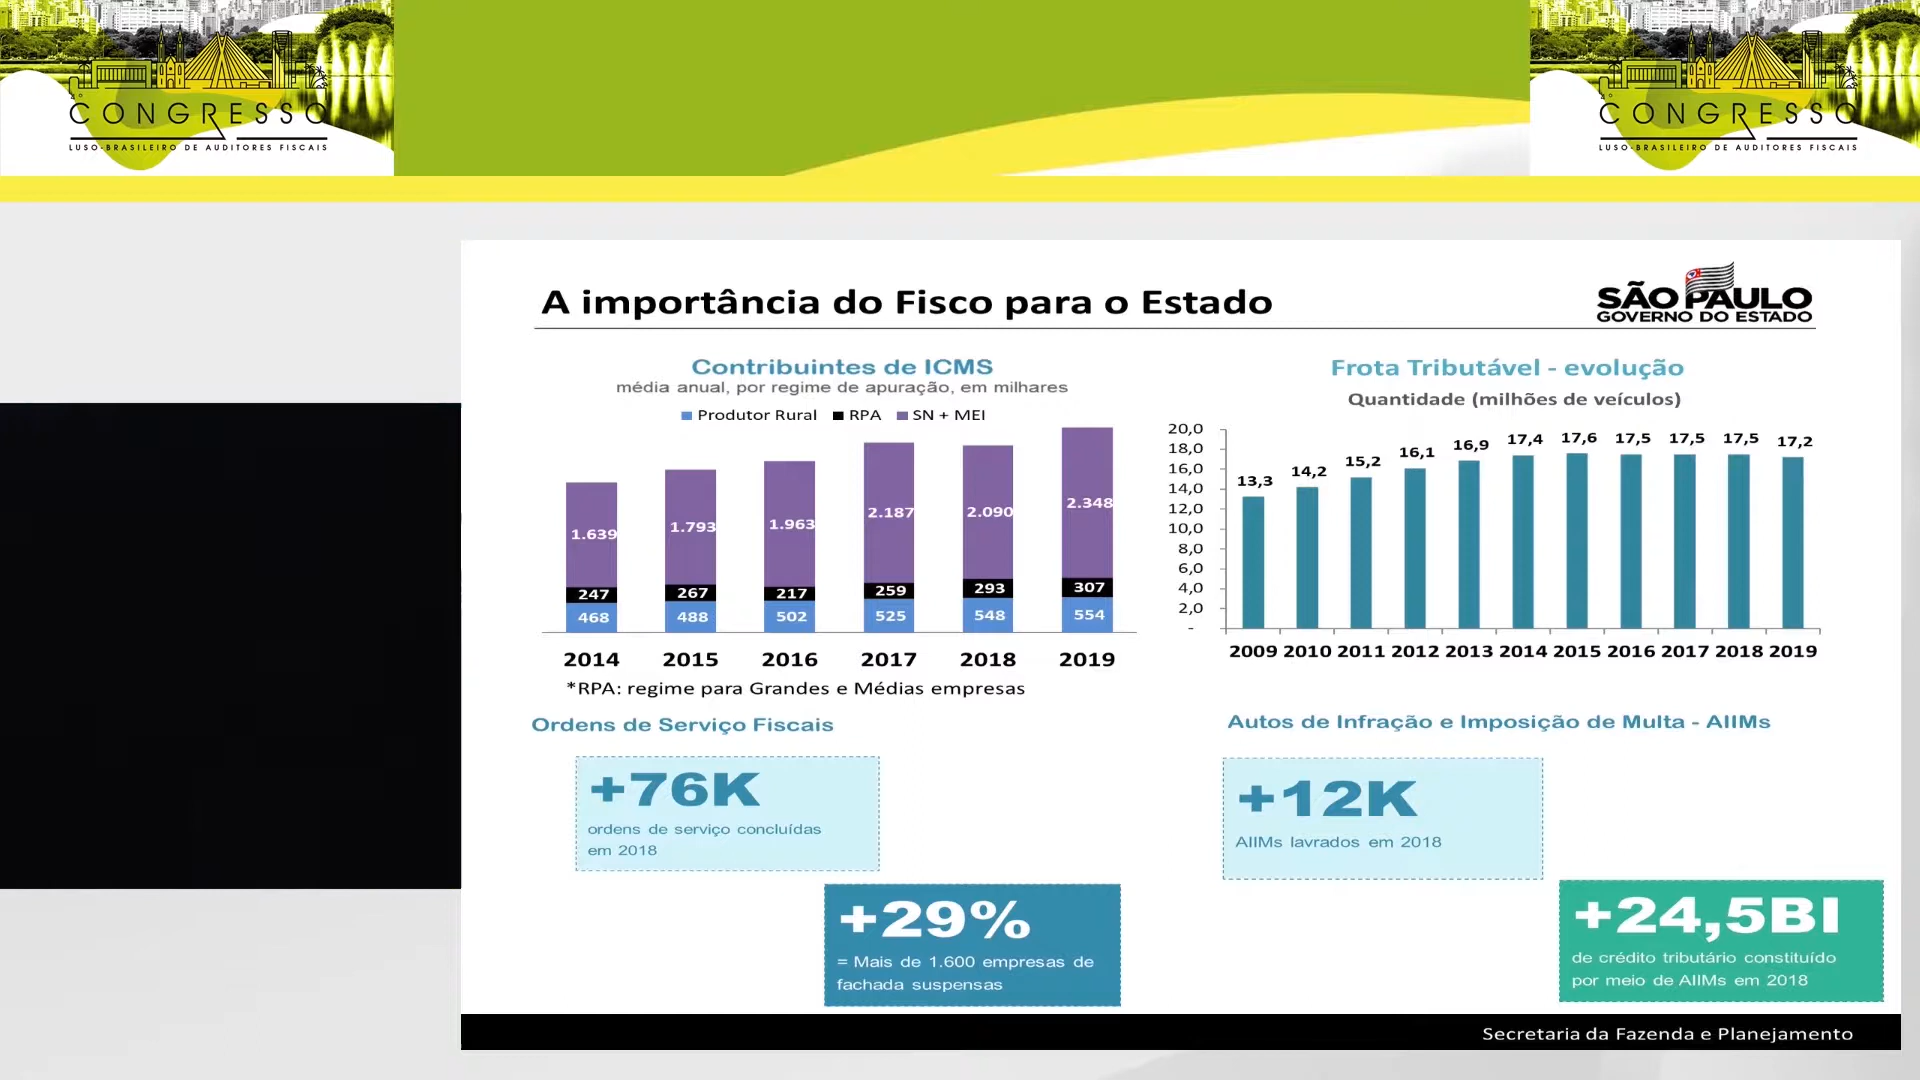 4º
CONGRESSO
LUSO-BRASILEIRO DE AUDITORES FISCAIS
4º
CONGRESSO
LUSO-BRASILEIRO DE AUDITORES FISCAIS
A importância do Fisco para o Estado
SÃO PAULO
GOVERNO DO ESTADO
Contribuintes de ICMS
média anual, por regime de apuração, em milhares
Produtor Rural RPA SN + MEI
1.639 1.793 1.963 2.187 2.090 2.348
247 267 217 259 293 307
468 488 502 525 548 554
2014 2015 2016 2017 2018 2019
*RPA: regime para Grandes e Médias empresas
Frota Tributável - evolução
Quantidade (milhões de veículos)
20,0
18,0
16,0
14,0
12,0
10,0
8,0
6,0
4,0
2,0
-
13,3 14,2 15,2 16,1 16,9 17,4 17,6 17,5 17,5 17,5 17,2
2009 2010 2011 2012 2013 2014 2015 2016 2017 2018 2019
Ordens de Serviço Fiscais
+76K
ordens de serviço concluídas
em 2018
+29%
= Mais de 1.600 empresas de
fachada suspensas
Autos de Infração e Imposição de Multa - AIIMs
+12K
AIIMs lavrados em 2018
+24,5BI
de crédito tributário constituído
por meio de AIIMs em 2018
Secretaria da Fazenda e Planejamento